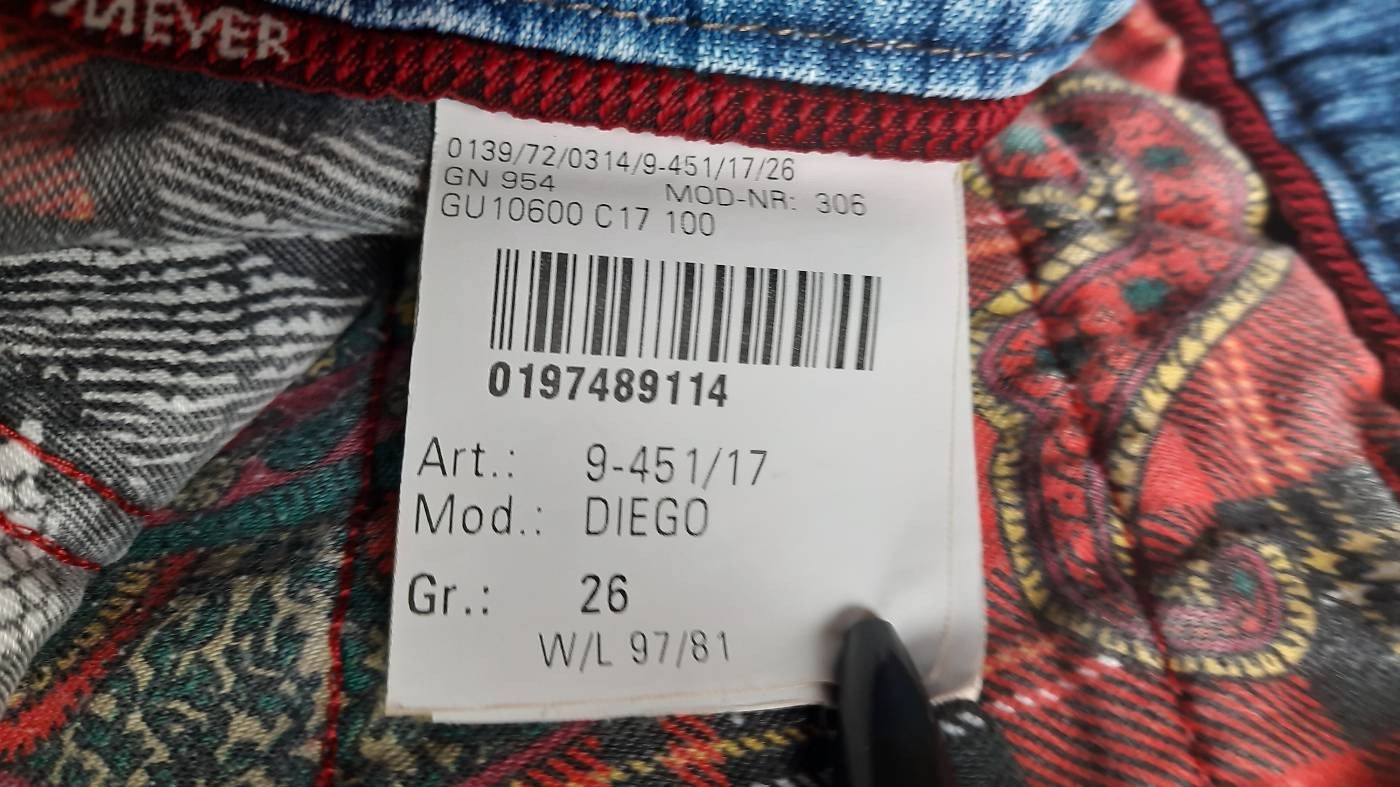 MEYER
0139/72/0314/9-451/17/26
GN 954 MOD-NR: 306
GU10600 C17 100
0197489114
Art.: 9-451/17
Mod.: DIEGO
Gr.: 26
W/L 97/81